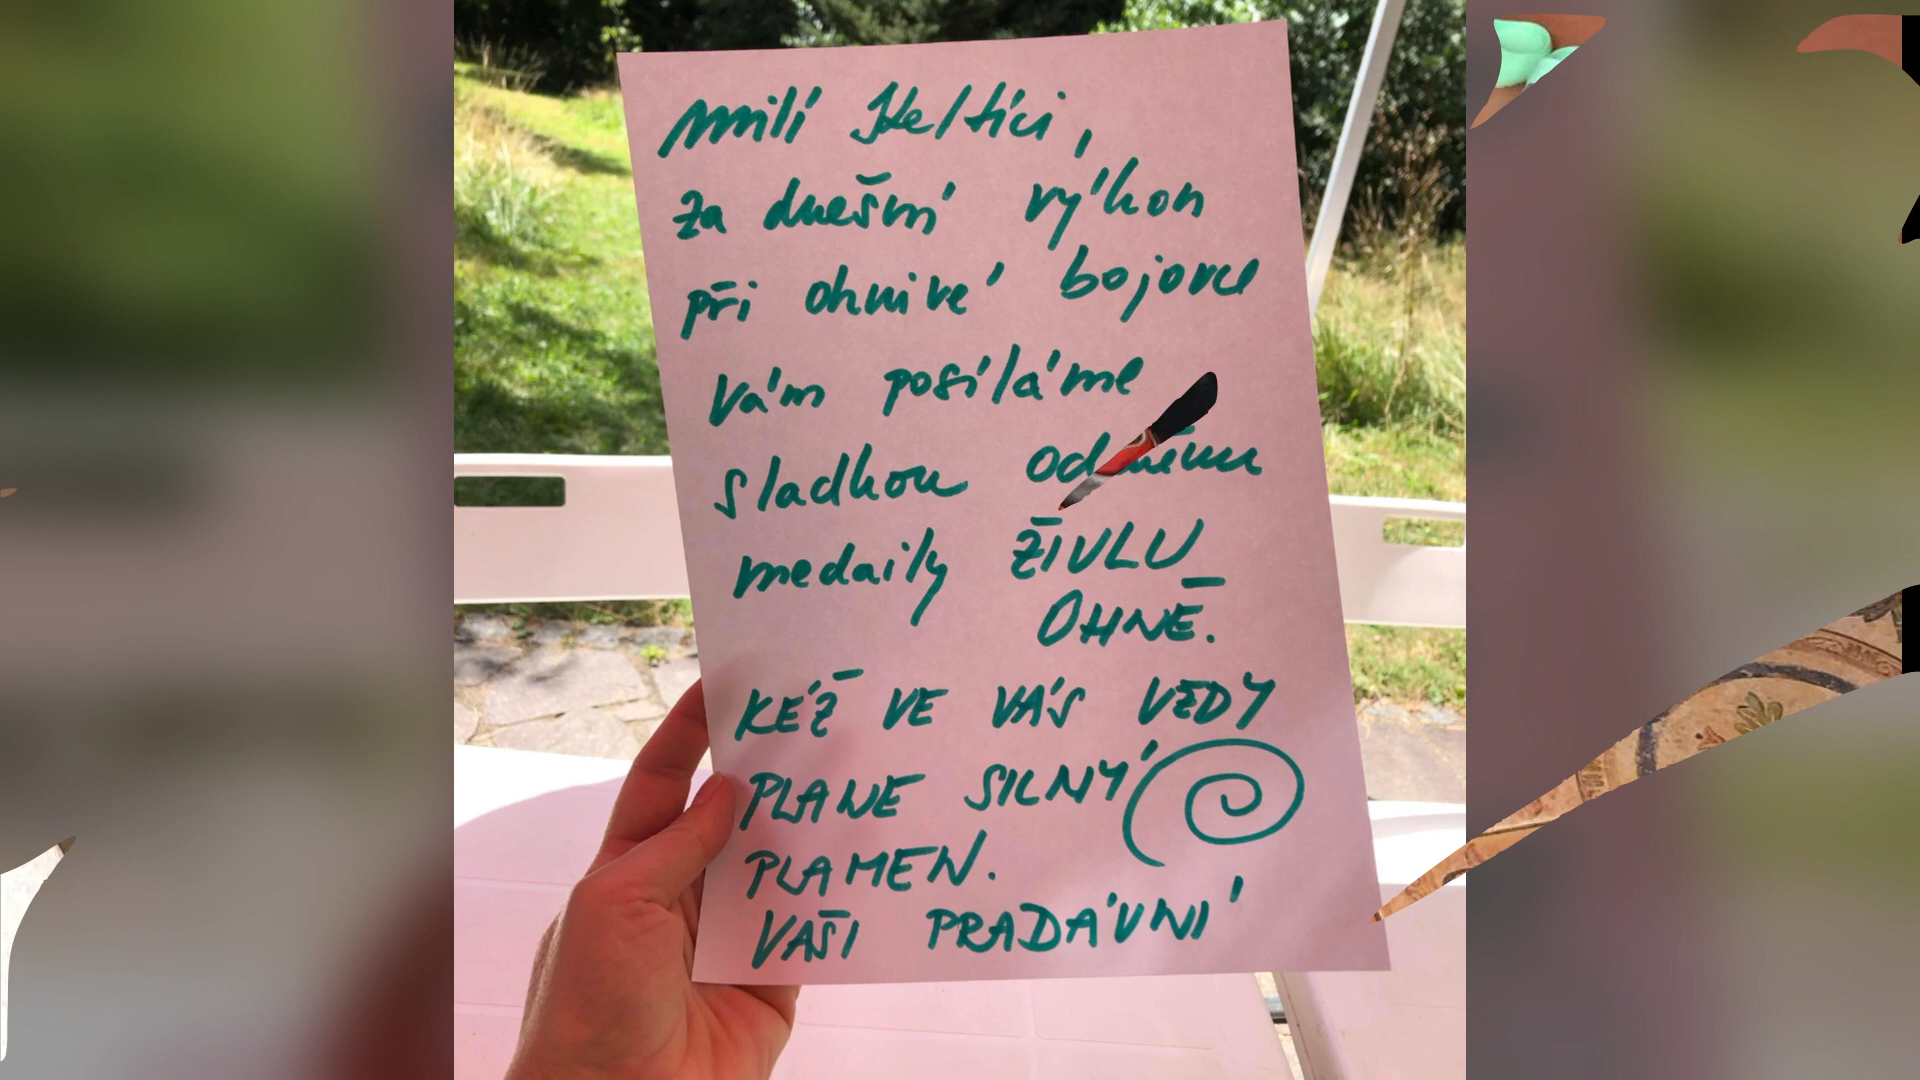 milí Keltíci,
za dnešní výkon
při ohnivé bojovce
Vám posíláme
sladkou
medaily ŽIVLU
OHNĚ.
KÉŽ VE VÁS VŽDY
PLANE SILNÝ
PLAMEN.
VAŠI PRADÁVNÍ